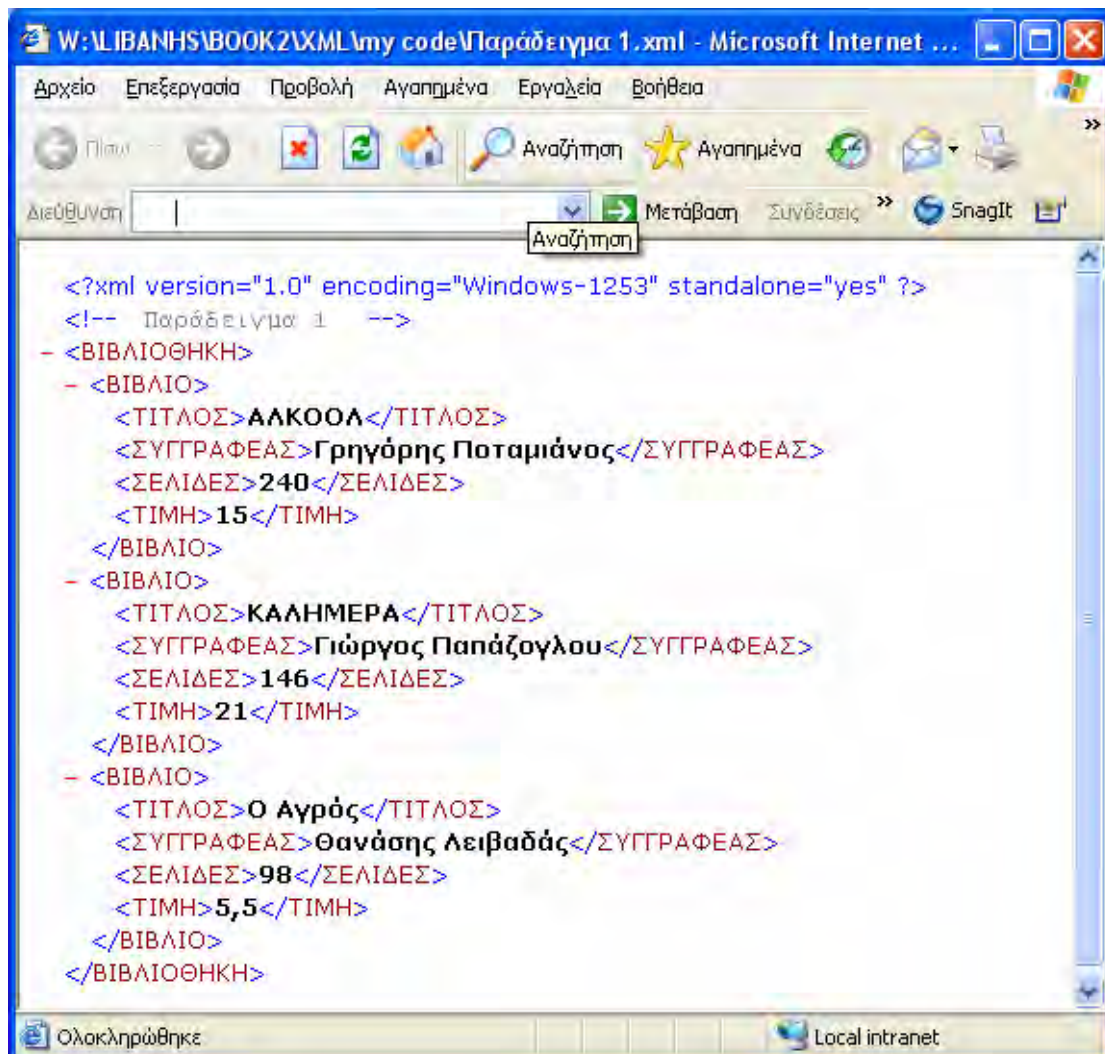 W:\LIBANHS\BOOK2\XML\my code\Παράδειγμα 1.xml - Microsoft Internet ...
Αρχείο Επεξεργασία Προβολή Αγαπημένα Εργαλεία Βοήθεια
Πίσω Αναζήτηση Αγαπημένα »
Διεύθυνση Μετάβαση Συνδέσεις » SnagIt
Αναζήτηση
<?xml version="1.0" encoding="Windows-1253" standalone="yes" ?>
<!-- Παράδειγμα 1 -->
- <ΒΙΒΛΙΟΘΗΚΗ>
- <ΒΙΒΛΙΟ>
<ΤΙΤΛΟΣ>ΑΛΚΟΟΛ</ΤΙΤΛΟΣ>
<ΣΥΓΓΡΑΦΕΑΣ>Γρηγόρης Ποταμιάνος</ΣΥΓΓΡΑΦΕΑΣ>
<ΣΕΛΙΔΕΣ>240</ΣΕΛΙΔΕΣ>
<ΤΙΜΗ>15</ΤΙΜΗ>
</ΒΙΒΛΙΟ>
- <ΒΙΒΛΙΟ>
<ΤΙΤΛΟΣ>ΚΑΛΗΜΕΡΑ</ΤΙΤΛΟΣ>
<ΣΥΓΓΡΑΦΕΑΣ>Γιώργος Παπάζογλου</ΣΥΓΓΡΑΦΕΑΣ>
<ΣΕΛΙΔΕΣ>146</ΣΕΛΙΔΕΣ>
<ΤΙΜΗ>21</ΤΙΜΗ>
</ΒΙΒΛΙΟ>
- <ΒΙΒΛΙΟ>
<ΤΙΤΛΟΣ>Ο Αγρός</ΤΙΤΛΟΣ>
<ΣΥΓΓΡΑΦΕΑΣ>Θανάσης Λειβαδάς</ΣΥΓΓΡΑΦΕΑΣ>
<ΣΕΛΙΔΕΣ>98</ΣΕΛΙΔΕΣ>
<ΤΙΜΗ>5,5</ΤΙΜΗ>
</ΒΙΒΛΙΟ>
</ΒΙΒΛΙΟΘΗΚΗ>
Ολοκληρώθηκε Local intranet